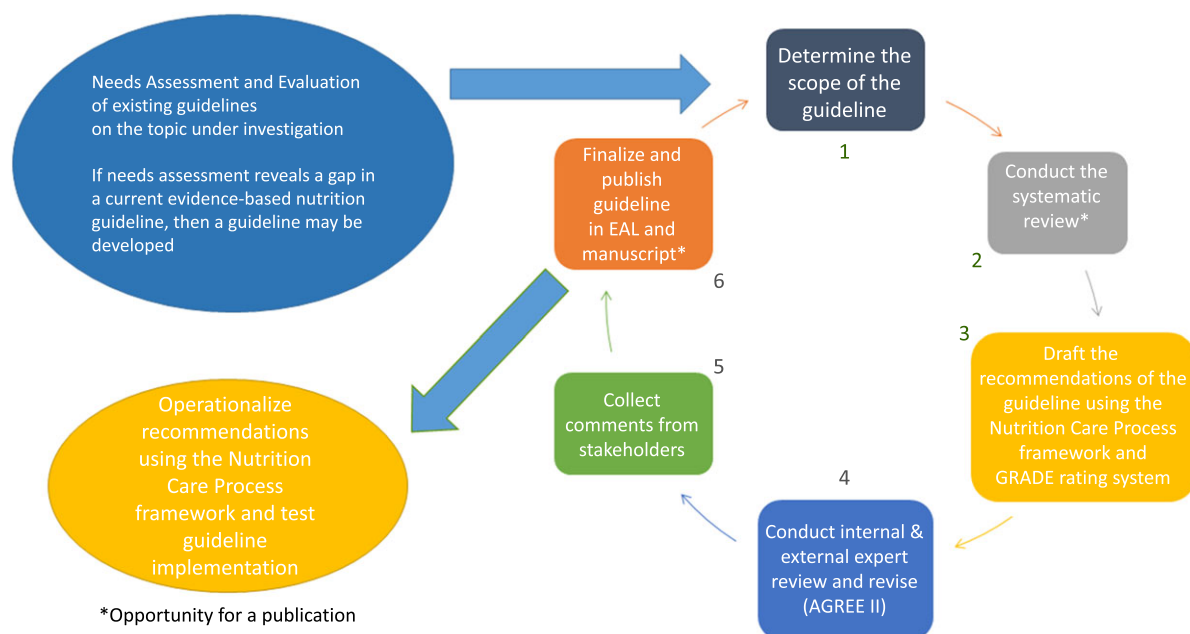 Needs Assessment and Evaluation
of existing guidelines
on the topic under investigation
If needs assessment reveals a gap in
a current evidence-based nutrition
guideline, then a guideline may be
developed
Determine the
scope of the
guideline
1
Conduct the
systematic
review*
2
3
Draft the
recommendations of the
guideline using the
Nutrition Care Process
framework and
GRADE rating system
4
Conduct internal &
external expert
review and revise
(AGREE II)
5
Collect
comments from
stakeholders
Finalize and
publish
guideline
in EAL and
manuscript*
6
Operationalize
recommendations
using the Nutrition
Care Process
framework and test
guideline
implementation
*Opportunity for a publication